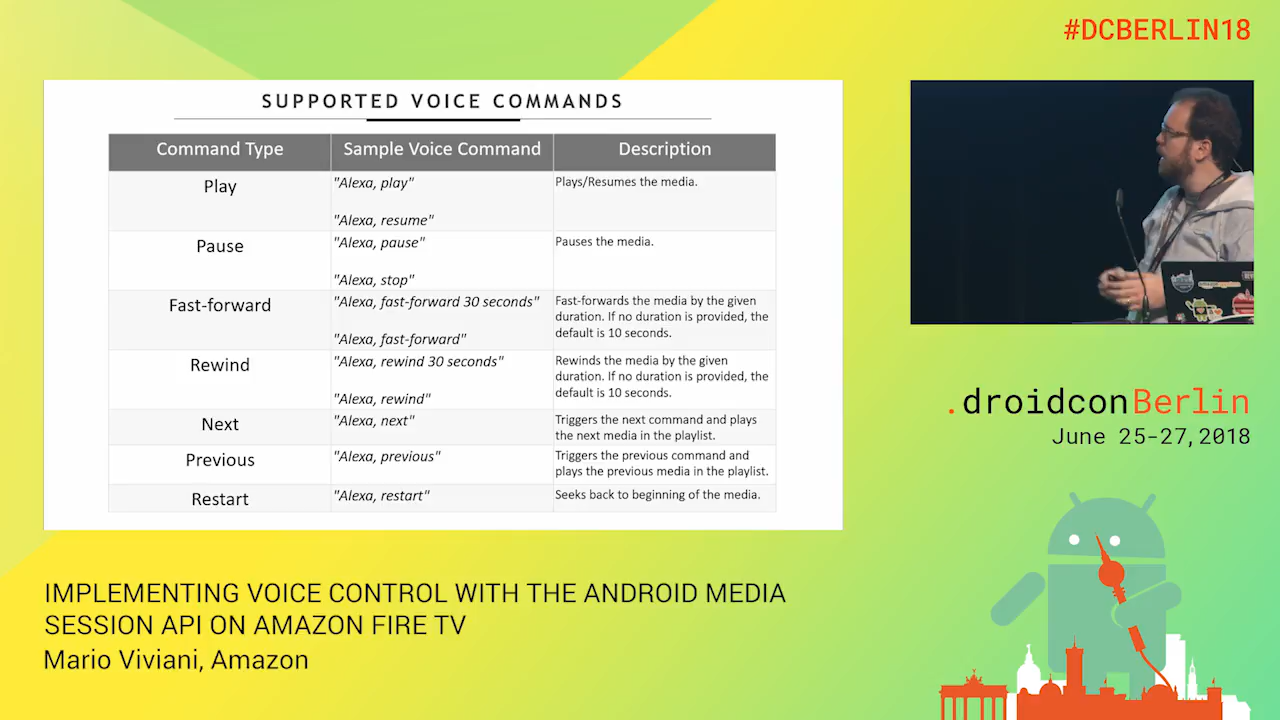 #DCBERLIN18
SUPPORTED VOICE COMMANDS
Command Type Sample Voice Command Description
Play
"Alexa, play"
"Alexa, resume"
Plays/Resumes the media.
Pause
"Alexa, pause"
"Alexa, stop"
Pauses the media.
Fast-forward
"Alexa, fast-forward 30 seconds"
"Alexa, fast-forward"
Fast-forwards the media by the given
duration. If no duration is provided, the
default is 10 seconds.
Rewind
"Alexa, rewind 30 seconds"
"Alexa, rewind"
Rewinds the media by the given
duration. If no duration is provided, the
default is 10 seconds.
Next
"Alexa, next"
Triggers the next command and plays
the next media in the playlist.
Previous
"Alexa, previous"
Triggers the previous command and
plays the previous media in the playlist.
Restart
"Alexa, restart"
Seeks back to beginning of the media.
.droidconBerlin
June 25-27,2018
IMPLEMENTING VOICE CONTROL WITH THE ANDROID MEDIA
SESSION API ON AMAZON FIRE TV
Mario Viviani, Amazon